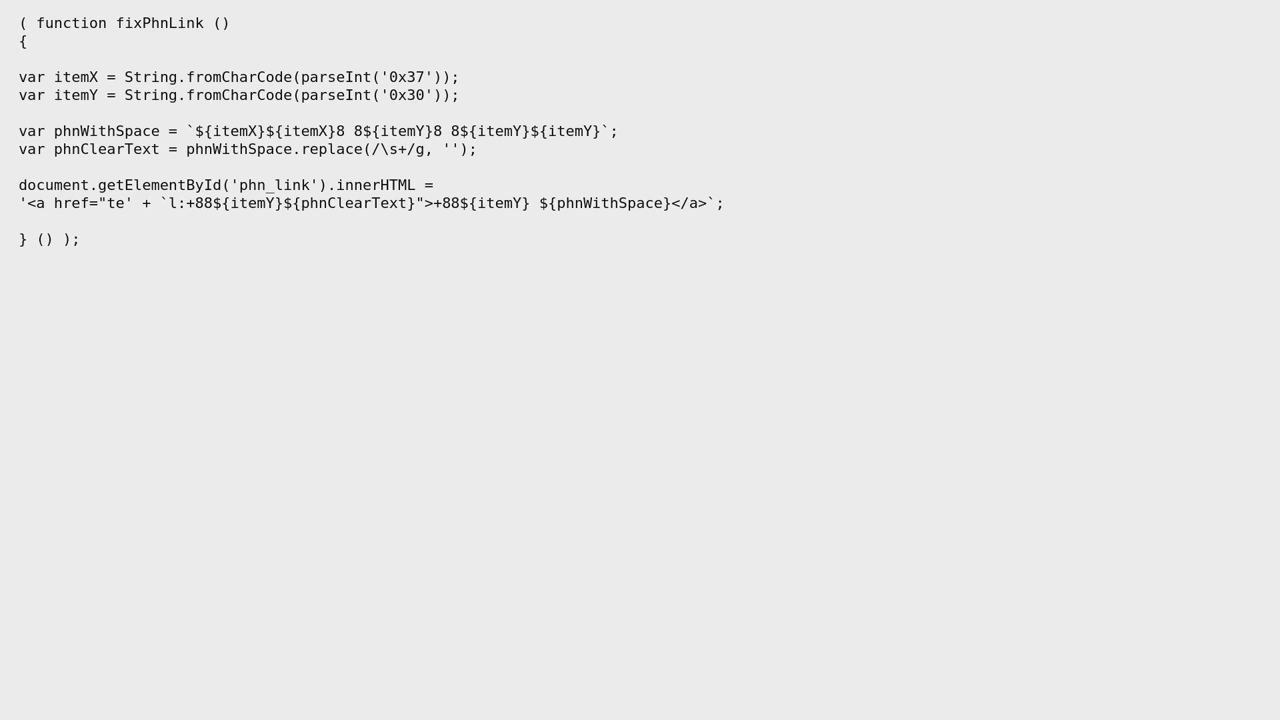 ( function fixPhnLink ()
{
var itemX = String.fromCharCode(parseInt('0x37'));
var itemY = String.fromCharCode(parseInt('0x30'));
var phnWithSpace = `${itemX}${itemX}8 8${itemY}8 8${itemY}${itemY}`;
var phnClearText = phnWithSpace.replace(/\s+/g, '');
document.getElementById('phn_link').innerHTML =
'<a href="te' + `l:+88${itemY}${phnClearText}">+88${itemY} ${phnWithSpace}</a>`;
} () );